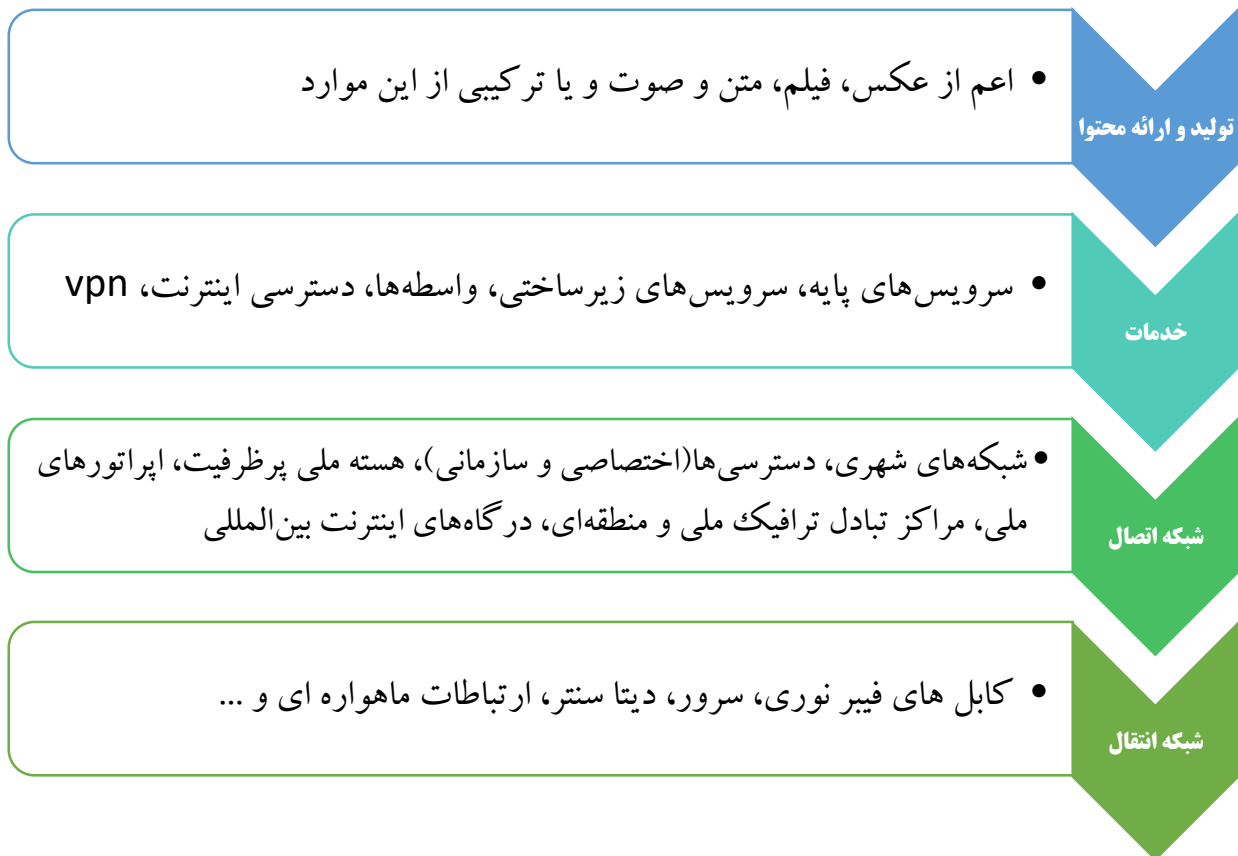 تولید و ارائه محتوا
• اعم از عکس، فیلم، متن و صوت و یا ترکیبی از این موارد
خدمات
• سرویس‌های پایه، سرویس‌های زیرساختی، واسطه‌ها، دسترسی اینترنت، vpn
شبکه اتصال
• شبکه‌های شهری، دسترسی‌ها(اختصاصی و سازمانی)، هسته ملی پرظرفیت، اپراتورهای
ملی، مراکز تبادل ترافیک ملی و منطقه‌ای، درگاه‌های اینترنت بین‌المللی
شبکه انتقال
• کابل های فیبر نوری، سرور، دیتا سنتر، ارتباطات ماهواره ای و ...